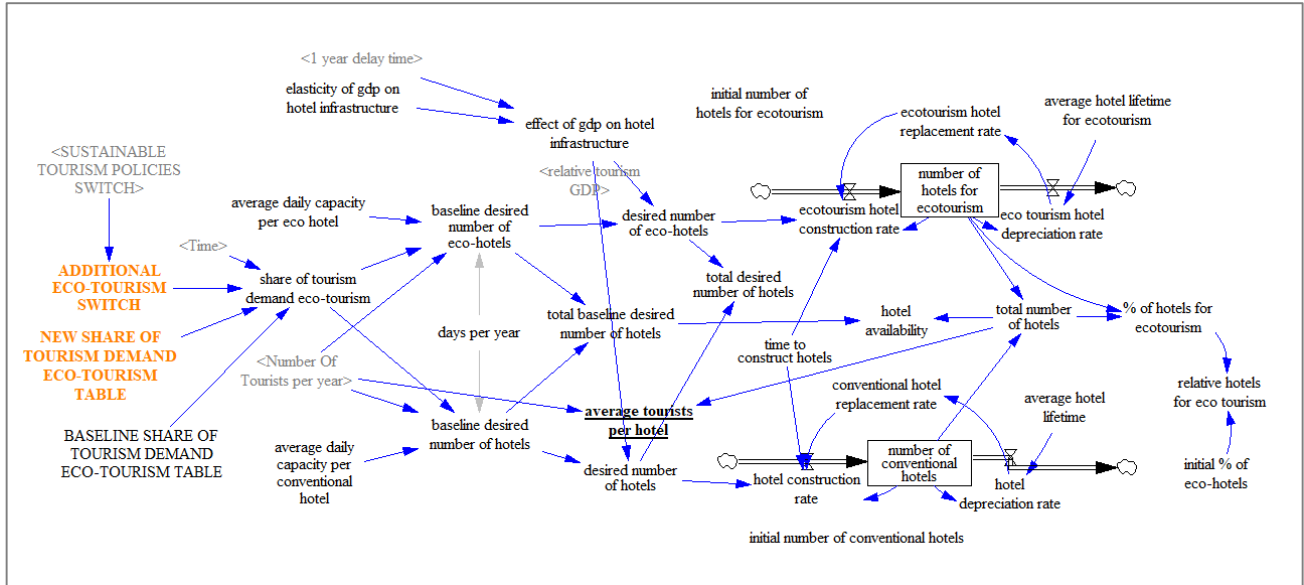 <1 year delay time>
elasticity of gdp on
hotel infrastructure
effect of gdp on hotel
infrastructure
<relative tourism
GDP>
initial number of
hotels for ecotourism
ecotourism hotel
replacement rate
average hotel lifetime
for ecotourism
<SUSTAINABLE
TOURISM POLICIES
SWITCH>
average daily capacity
per eco hotel
baseline desired
number of
eco-hotels
desired number
of eco-hotels
ecotourism hotel
construction rate
number of
hotels for
ecotourism
eco tourism hotel
depreciation rate
<Time>
ADDITIONAL
ECO-TOURISM
SWITCH
share of tourism
demand eco-tourism
total desired
number of hotels
NEW SHARE OF
TOURISM DEMAND
ECO-TOURISM
TABLE
days per year
total baseline desired
number of hotels
hotel
availability
total number
of hotels
% of hotels for
ecotourism
time to
construct hotels
<Number Of
Tourists per year>
average tourists
per hotel
conventional hotel
replacement rate
average hotel
lifetime
relative hotels
for eco tourism
BASELINE SHARE OF
TOURISM DEMAND
ECO-TOURISM TABLE
average daily
capacity per
conventional
hotel
baseline desired
number of hotels
desired number
of hotels
hotel construction
rate
number of
conventional
hotels
hotel
depreciation rate
initial % of
eco-hotels
initial number of conventional hotels